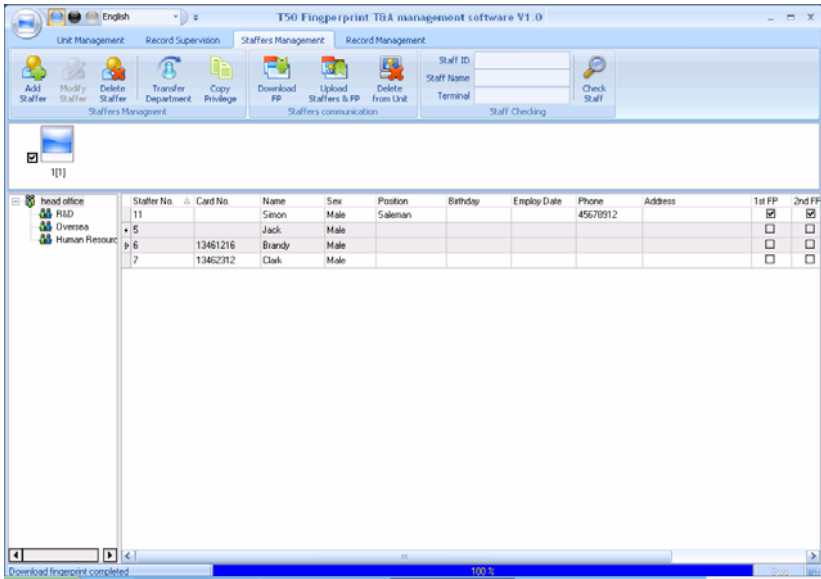 English
T50 Fingperprint T&A management software V1.0
Unit Management Record Supervision Staffers Management Record Management
Add Staffer
Modify Staffer
Delete Staffer
Transfer Department
Copy Privilege
Staffers Managment
Download FP
Upload Staffers & FP
Delete from Unit
Staffers communication
Staff ID
Staff Name
Terminal
Check Staff
Staff Checking
1[1]
head office
R&D
Oversea
Human Resourc
Staffer No. Card No. Name Sex Position Birthday Employ Date Phone Address 1st FP 2nd FF
11 Simon Male Saleman 45678912
5 Jack Male
6 13461216 Brandy Male
7 13462312 Clark Male
Download fingerprint completed 100 % Stop